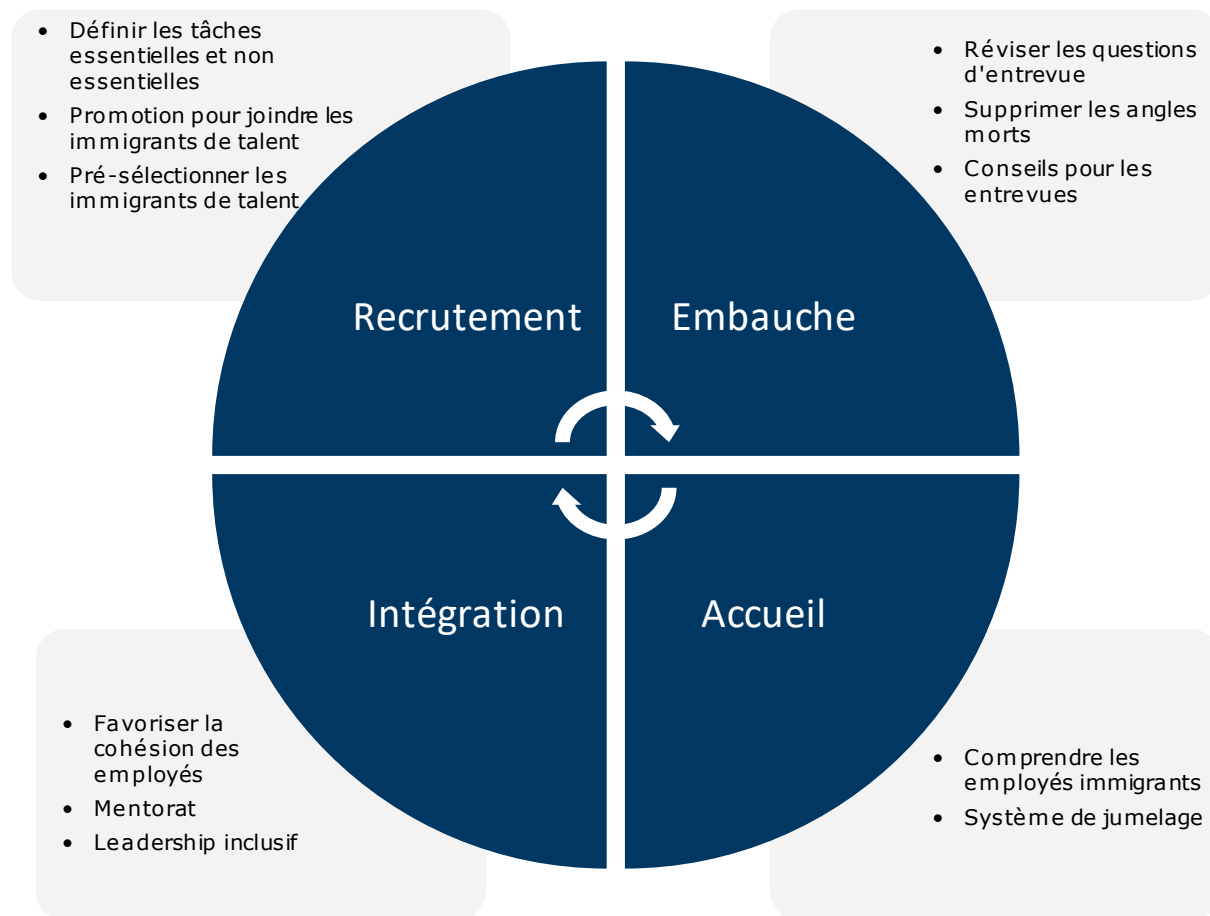 • Définir les tâches
essentielles et non
essentielles
• Promotion pour joindre les
immigrants de talent
• Pré-sélectionner les
immigrants de talent
• Réviser les questions
d'entrevue
• Supprimer les angles
morts
• Conseils pour les
entrevues
Recrutement
Embauche
Intégration
Accueil
• Favoriser la
cohésion des
employés
• Mentorat
• Leadership inclusif
• Comprendre les
employés immigrants
• Système de jumelage